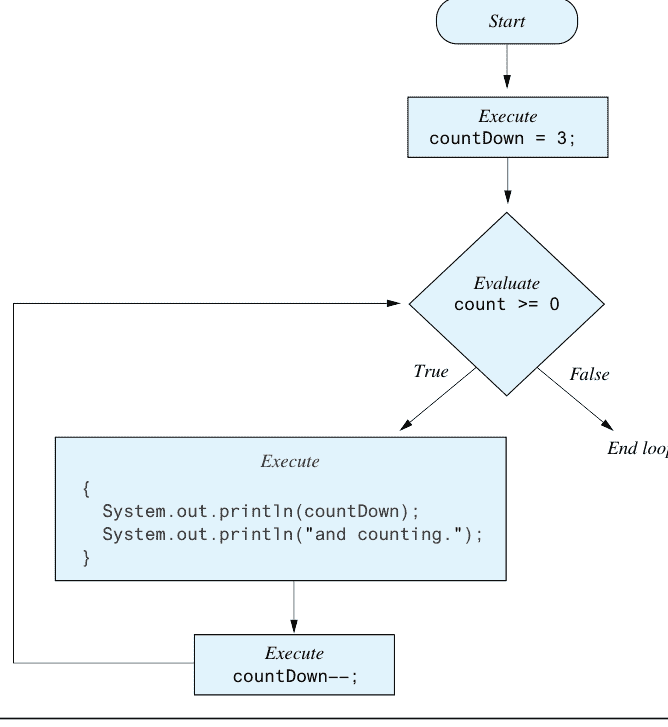 Start
Execute
countDown = 3;
Evaluate
count >= 0
True
False
End loop
Execute
{
System.out.println(countDown);
System.out.println("and counting.");
}
Execute
countDown--;